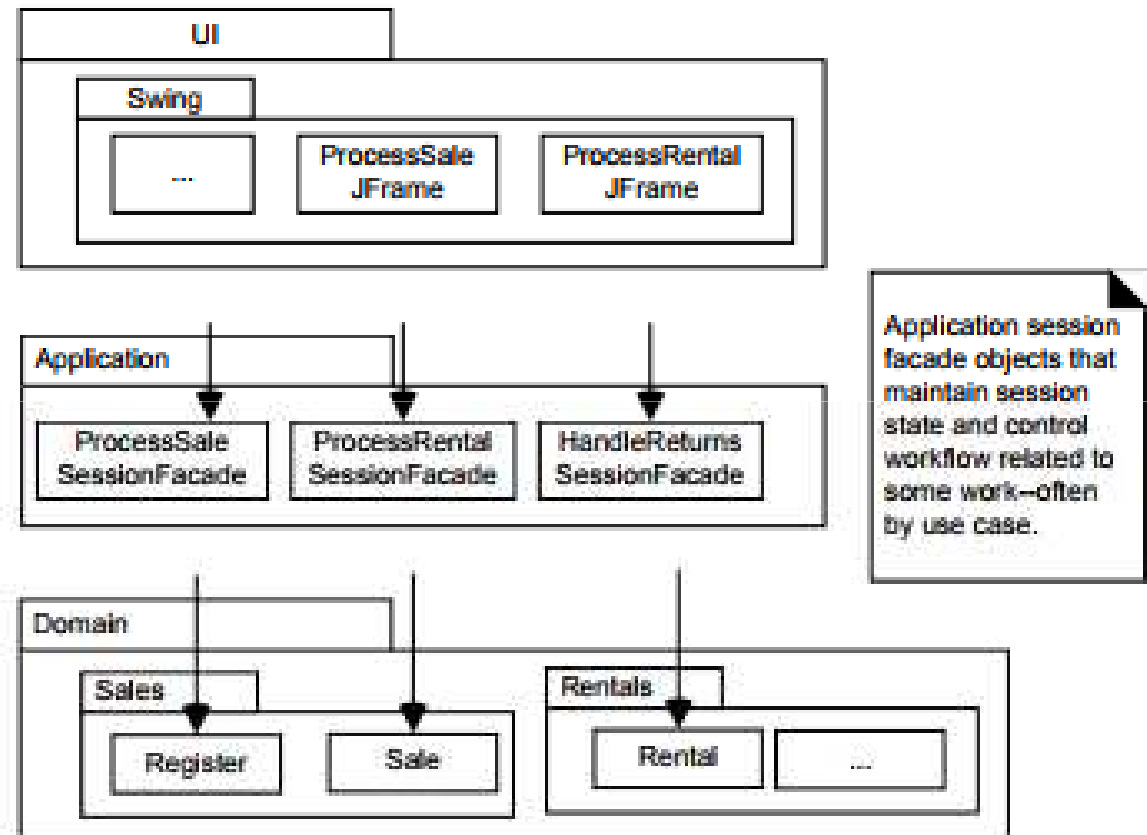 UI
Swing
...
ProcessSale
JFrame
ProcessRental
JFrame
Application
ProcessSale
SessionFacade
ProcessRental
SessionFacade
HandleReturns
SessionFacade
Application session
facade objects that
maintain session
state and control
workflow related to
some work--often
by use case.
Domain
Sales
Register
Sale
Rentals
Rental
...